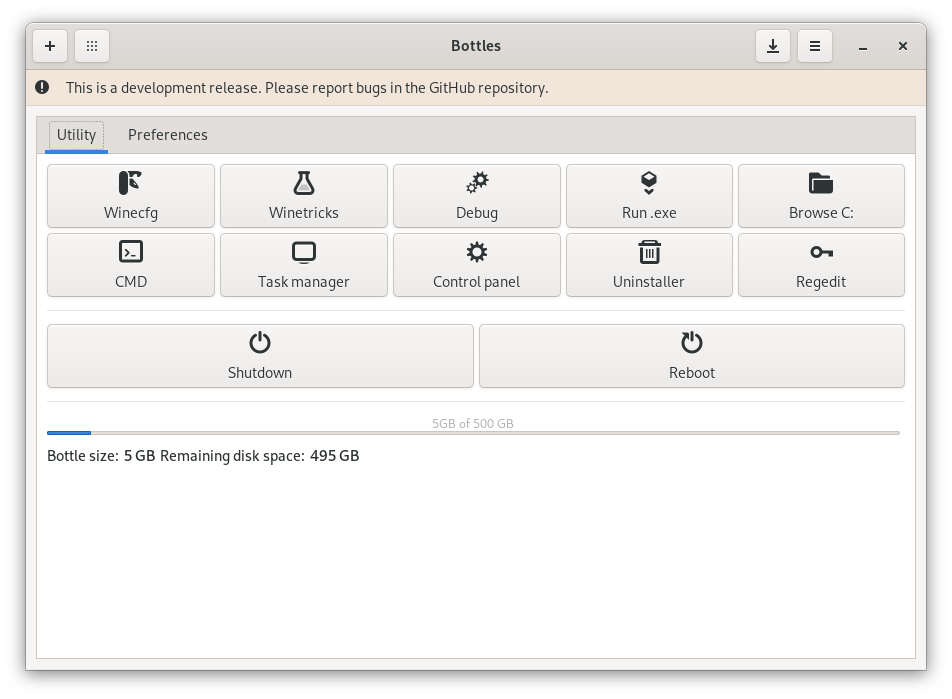 Bottles
This is a development release. Please report bugs in the GitHub repository.
Utility Preferences
Winecfg Winetricks Debug Run .exe Browse C:
CMD Task manager Control panel Uninstaller Regedit
Shutdown Reboot
5GB of 500 GB
Bottle size: 5 GB Remaining disk space: 495 GB